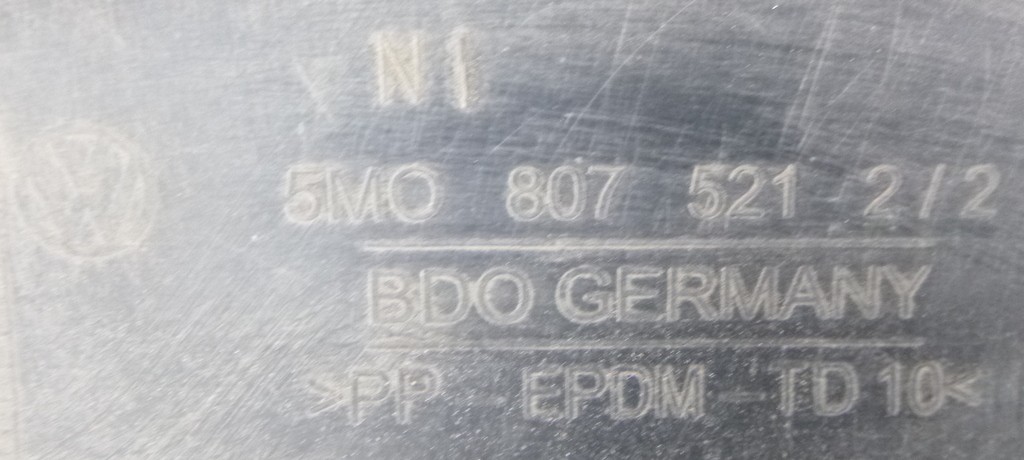 N1
5M0 807 521 2/2
BDO GERMANY
>PP EPDM-TD10<